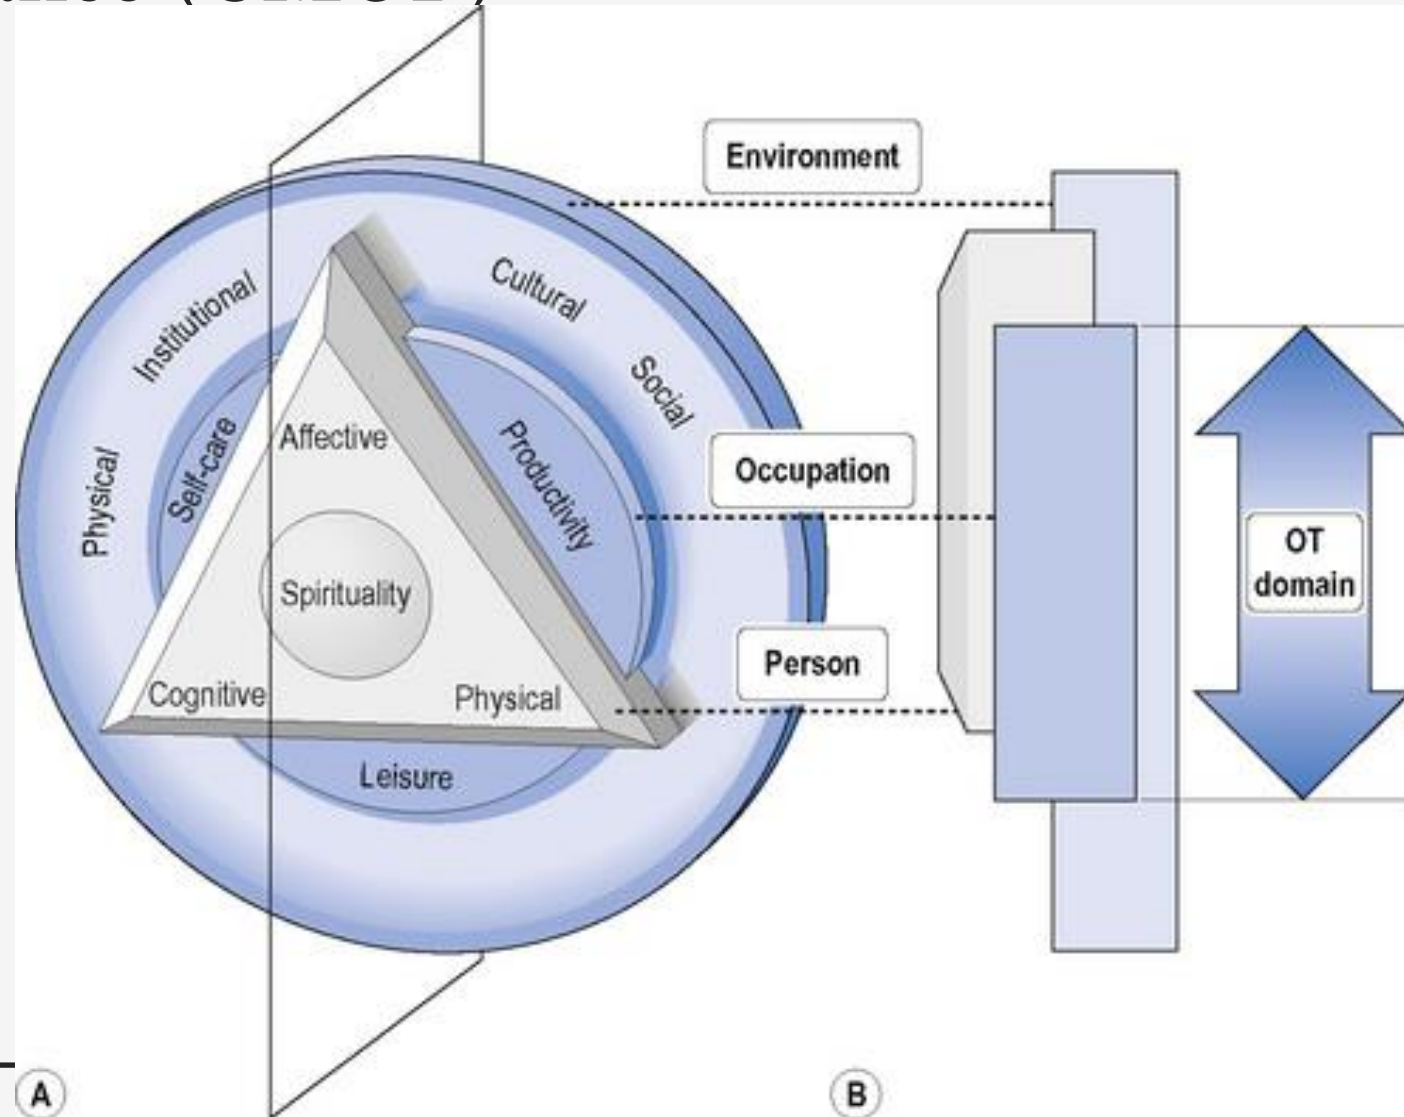 Environment
Cultural
Institutional
Social
Productivity
Self-care
Affective
Occupation
Physical
OT
domain
Spirituality
Person
Cognitive
Physical
Leisure
A
B